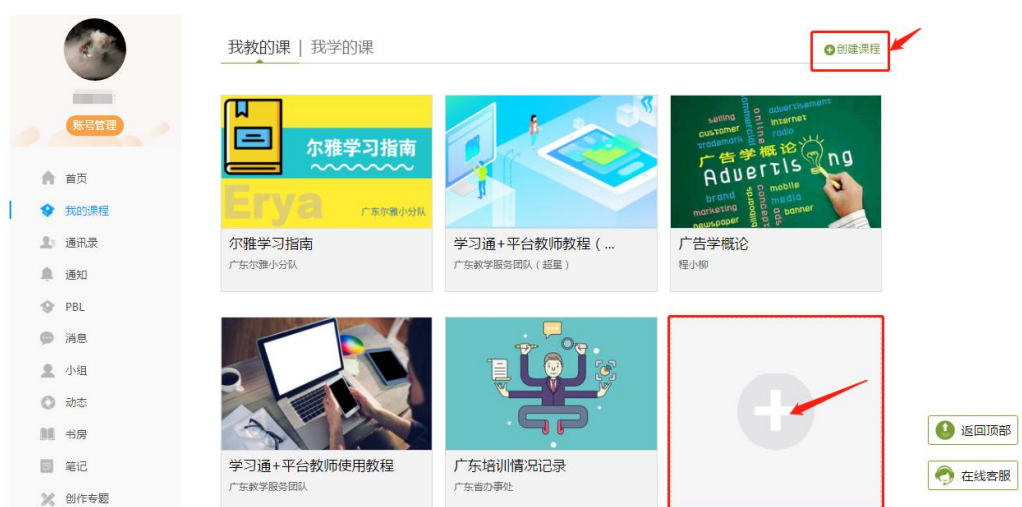 我教的课 | 我学的课
创建课程
账号管理
首页
我的课程
通讯录
通知
PBL
消息
小组
动态
书房
笔记
创作专题
尔雅学习指南
Erya
广东尔雅小分队
尔雅学习指南
广东尔雅小分队
学习通+平台教师教程（...
广东教学服务团队（超星）
selling
customer
trademark
commercial
online
advertisement
internet
radio
广告学概论
Advertising
brand
marketing
newspaper
billboards
concept
mobile
media
ads
banner
广告学概论
程小柳
学习通+平台教师使用教程
广东教学服务团队
广东培训情况记录
广东省办事处
返回顶部
在线客服